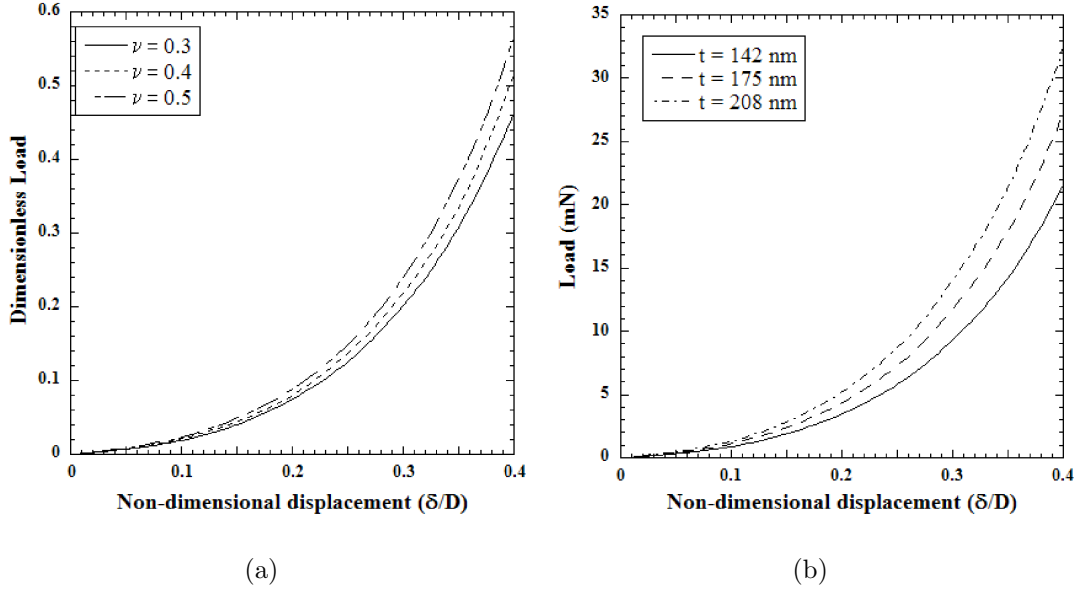 0.6
0.5
0.4
0.3
0.2
0.1
0
Dimensionless Load
ν = 0.3
ν = 0.4
ν = 0.5
0 0.1 0.2 0.3 0.4
Non-dimensional displacement (δ/D)
(a)
35
30
25
20
15
10
5
0
Load (mN)
t = 142 nm
t = 175 nm
t = 208 nm
0 0.1 0.2 0.3 0.4
Non-dimensional displacement (δ/D)
(b)